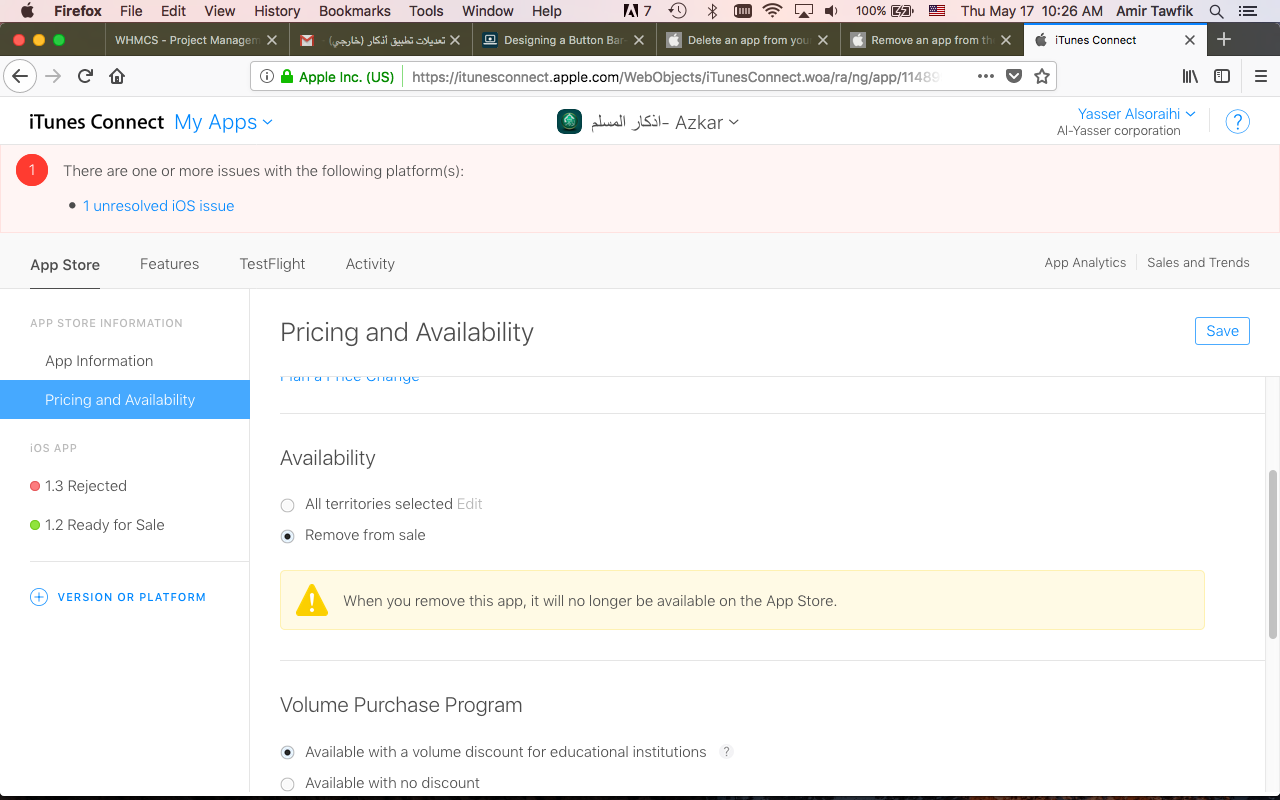 Firefox File Edit View History Bookmarks Tools Window Help 7 100% Thu May 17 10:26 AM Amir Tawfik
WHMCS - Project Managem تعديلات تطبيق أذكار (خارجي) Designing a Button Bar Delete an app from you Remove an app from th iTunes Connect
Apple Inc. (US) https://itunesconnect.apple.com/WebObjects/iTunesConnect.woa/ra/ng/app/11489
iTunes Connect My Apps اذكار المسلم- Azkar Yasser Alsoraihi ?
Al-Yasser corporation
1 There are one or more issues with the following platform(s):
• 1 unresolved iOS issue
App Store Features TestFlight Activity App Analytics Sales and Trends
APP STORE INFORMATION
App Information
Pricing and Availability
iOS APP
1.3 Rejected
1.2 Ready for Sale
VERSION OR PLATFORM
Pricing and Availability Save
Plan a Price Change
Availability
All territories selected Edit
Remove from sale
When you remove this app, it will no longer be available on the App Store.
Volume Purchase Program
Available with a volume discount for educational institutions ?
Available with no discount